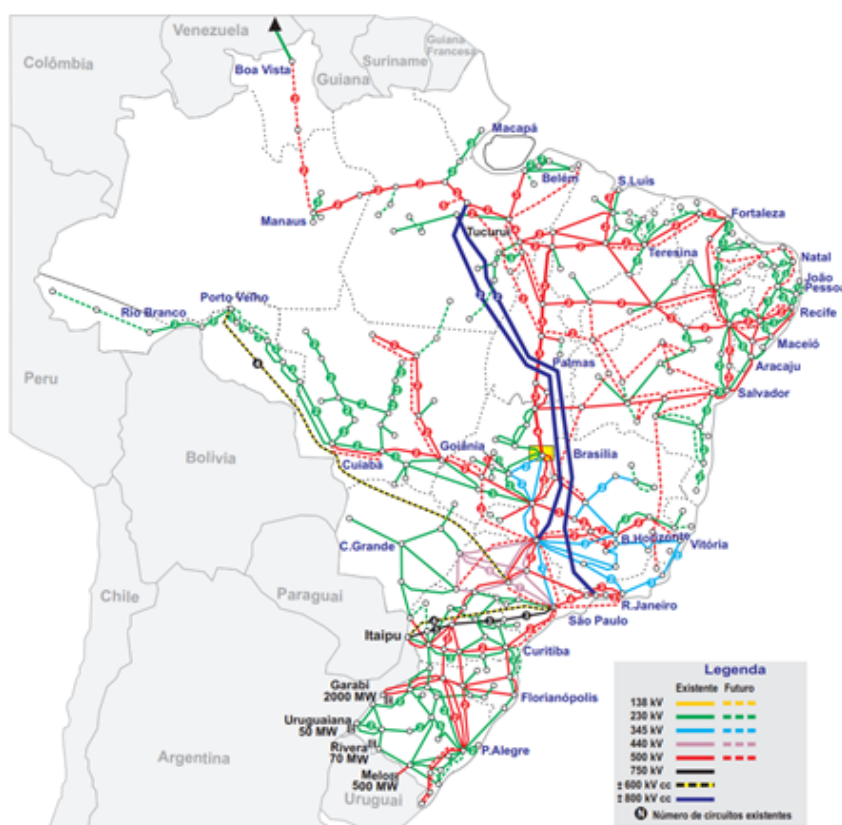 Venezuela
Colômbia
Boa Vista
Guiana
Suriname
Guiana
Francesa
Macapá
Belém
S.Luis
Manaus
Tucuruí
Fortaleza
Teresina
Natal
João
Pessoa
Recife
Porto Velho
Rio Branco
Maceió
Palmas
Aracaju
Salvador
Peru
Bolivia
Goiânia
Brasília
Cuiabá
C.Grande
B.Horizonte
Vitória
Chile
Paraguai
R.Janeiro
São Paulo
Itaipu
Curitiba
Garabi
2000 MW
Florianópolis
Uruguaiana
50 MW
Rivera
70 MW
P.Alegre
Melo
500 MW
Argentina
Uruguai
Legenda
Existente Futuro
138 kV
230 kV
345 kV
440 kV
500 kV
750 kV
± 600 kV cc
± 800 kV cc
N Número de circuitos existentes